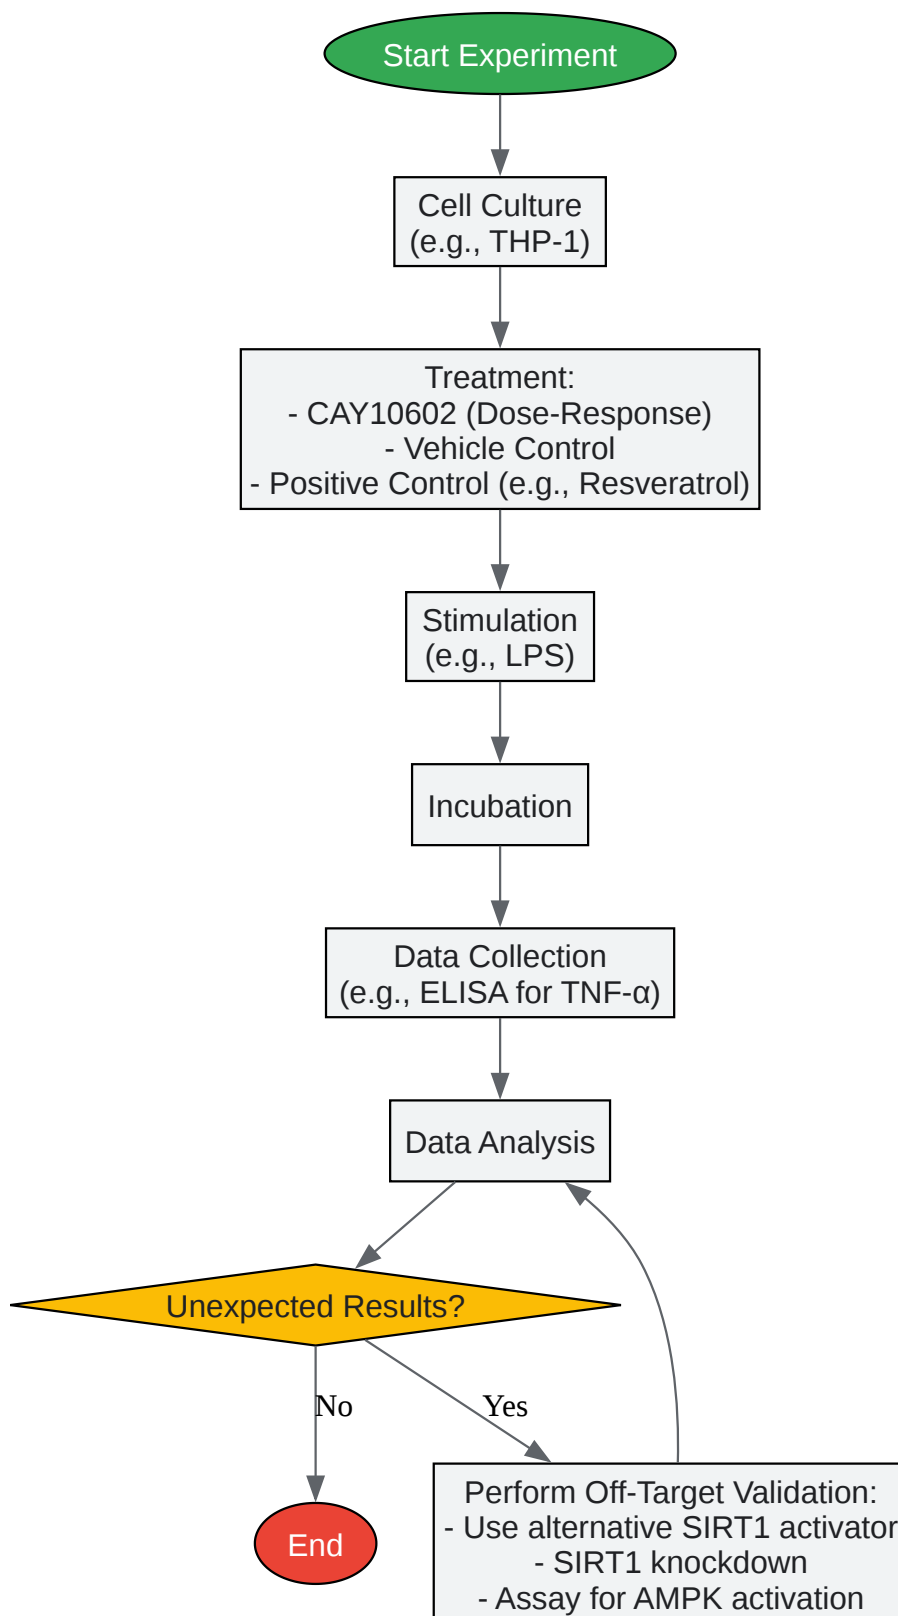 Start Experiment
Cell Culture
(e.g., THP-1)
Treatment:
- CAY10602 (Dose-Response)
- Vehicle Control
- Positive Control (e.g., Resveratrol)
Stimulation
(e.g., LPS)
Incubation
Data Collection
(e.g., ELISA for TNF-α)
Data Analysis
Unexpected Results?
No
Yes
End
Perform Off-Target Validation:
- Use alternative SIRT1 activator
- SIRT1 knockdown
- Assay for AMPK activation